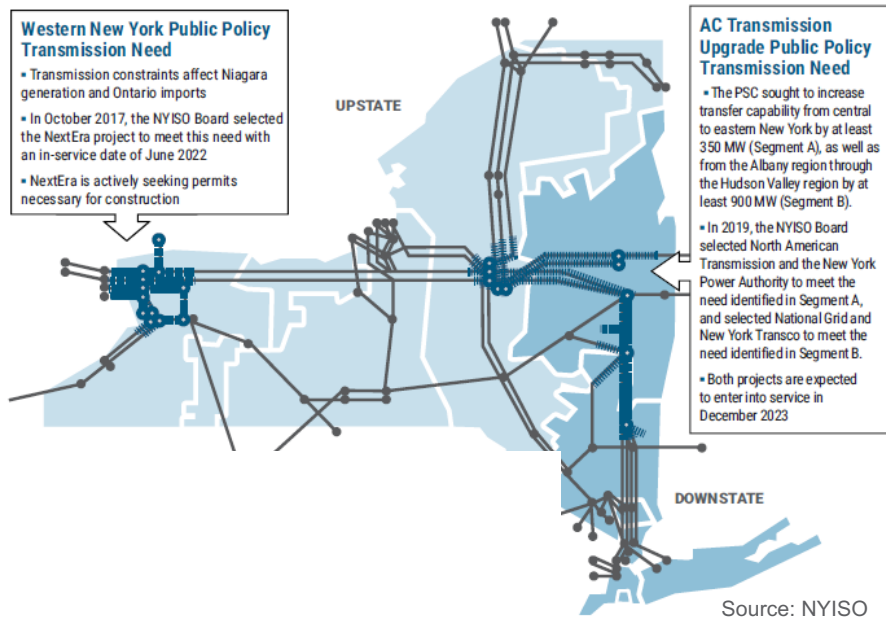 Western New York Public Policy
Transmission Need
▪ Transmission constraints affect Niagara
generation and Ontario imports
▪ In October 2017, the NYISO Board selected
the NextEra project to meet this need with
an in-service date of June 2022
▪ NextEra is actively seeking permits
necessary for construction
UPSTATE
AC Transmission
Upgrade Public Policy
Transmission Need
▪ The PSC sought to increase
transfer capability from central
to eastern New York by at least
350 MW (Segment A), as well as
from the Albany region through
the Hudson Valley region by at
least 900 MW (Segment B).
▪ In 2019, the NYISO Board
selected North American
Transmission and the New York
Power Authority to meet the
need identified in Segment A,
and selected National Grid and
New York Transco to meet the
need identified in Segment B.
▪ Both projects are expected
to enter into service in
December 2023
DOWNSTATE
Source: NYISO